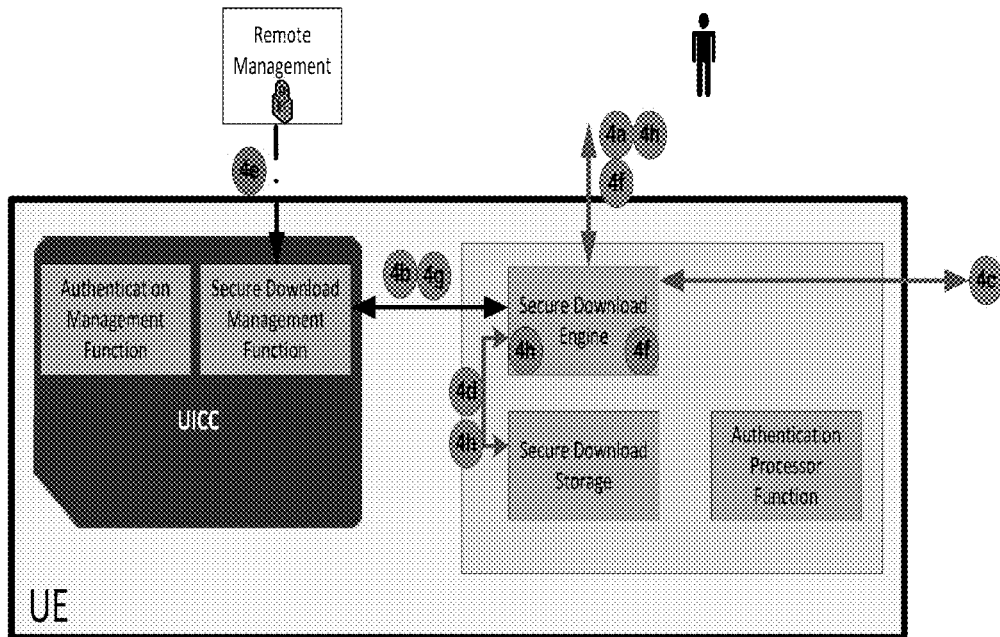 Remote
Management
4a 4h
4e
4f
Authentication
Management
Function
Secure Download
Management
Function
4b 4g
4c
Secure Download
Engine
4h 4f
4d
UICC
4h
Secure Download
Storage
Authentication
Processor
Function
UE